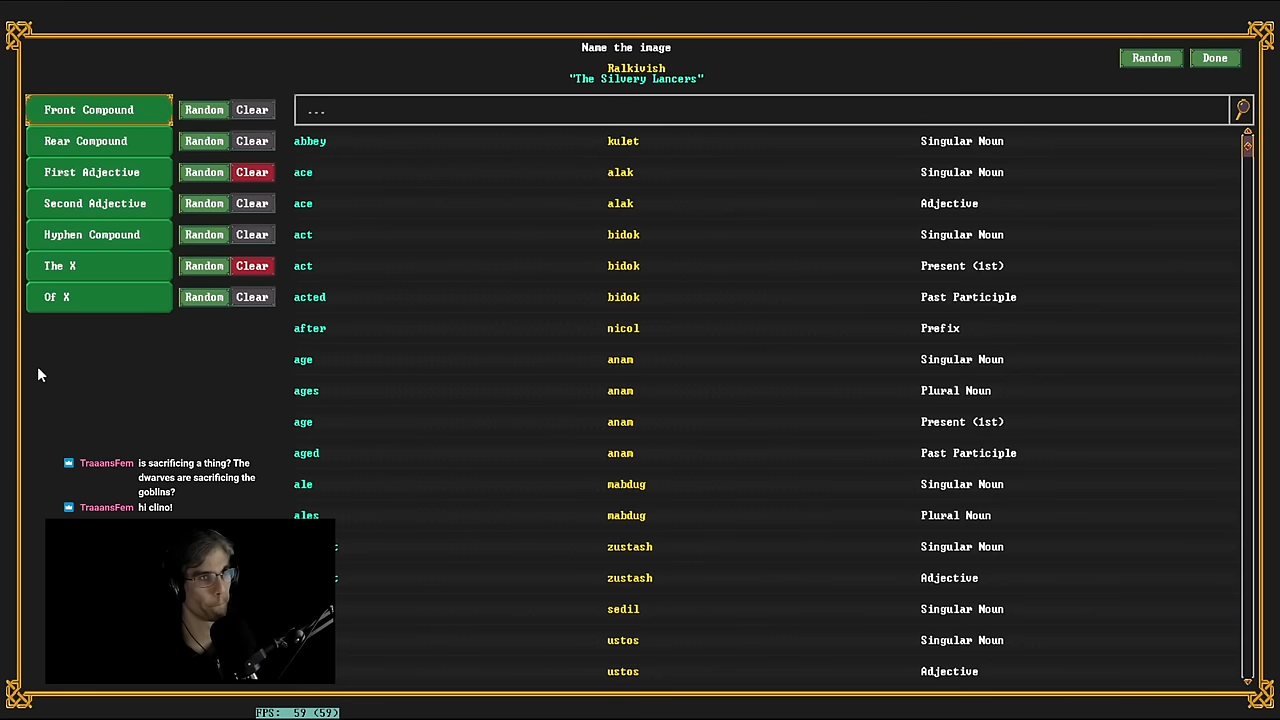 Name the image
Ralkivish
"The Silvery Lancers"
Random Done
Front Compound Random Clear ...
Rear Compound Random Clear abbey kulet Singular Noun
First Adjective Random Clear ace alak Singular Noun
Second Adjective Random Clear ace alak Adjective
Hyphen Compound Random Clear act bidok Singular Noun
The X Random Clear act bidok Present (1st)
Of X Random Clear acted bidok Past Participle
after nicol Prefix
age anam Singular Noun
ages anam Plural Noun
age anam Present (1st)
aged anam Past Participle
TraaansFem is sacrificing a thing? The
dwarves are sacrificing the
goblins?
ale mabdug Singular Noun
TraaansFem hi clino!
ales mabdug Plural Noun
zustash Singular Noun
zustash Adjective
sedil Singular Noun
ustos Singular Noun
ustos Adjective
FPS: 59 (59)